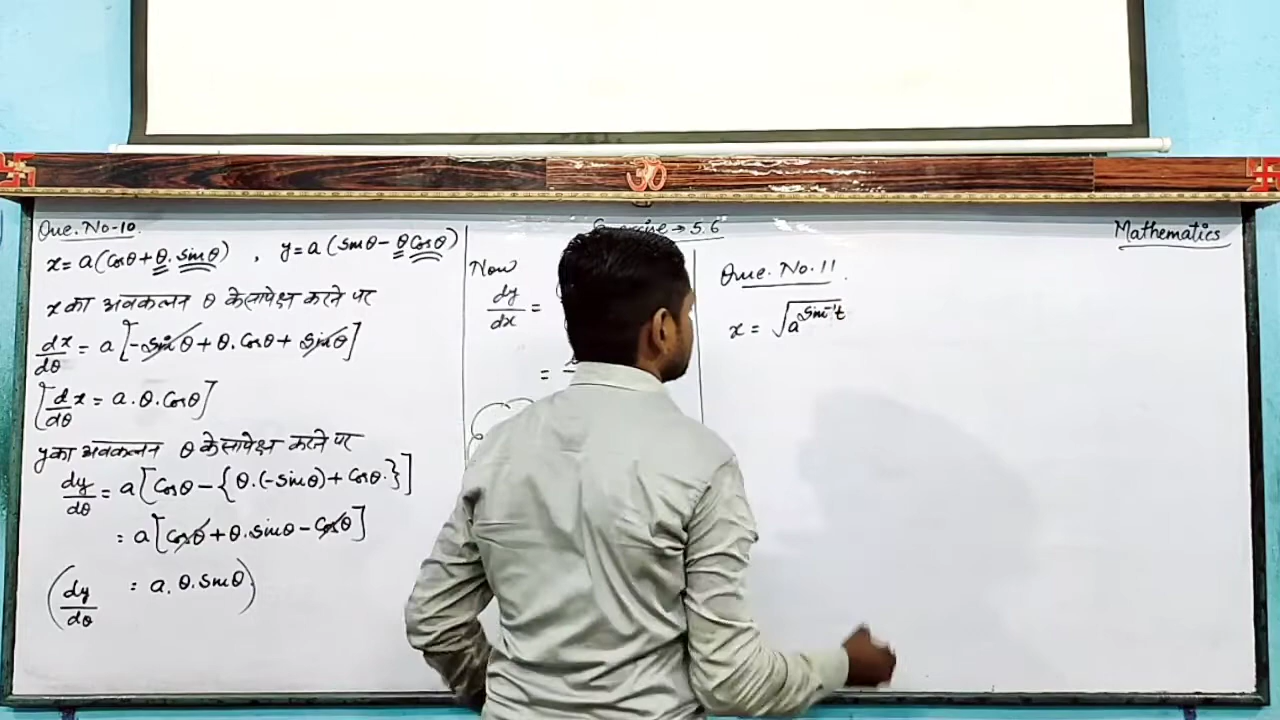 Que. No-10.
x = a(cosθ + θ. sinθ) , y = a(sinθ - θ cosθ)
x का अवकलन θ के सापेक्ष करने पर
dx/dθ = a[-sinθ + θ. cosθ + sinθ]
[d/dθ x = a. θ. cosθ]
y का अवकलन θ के सापेक्ष करने पर
dy/dθ = a[cosθ - {θ. (-sinθ) + cosθ.}]
= a[cosθ + θ. sinθ - cosθ]
(dy/dθ = a. θ. sinθ)
→ 5.6
Now
dy/dx =
=
Mathematics
Que. No. 11.
x = √a^sin⁻¹t
ॐ